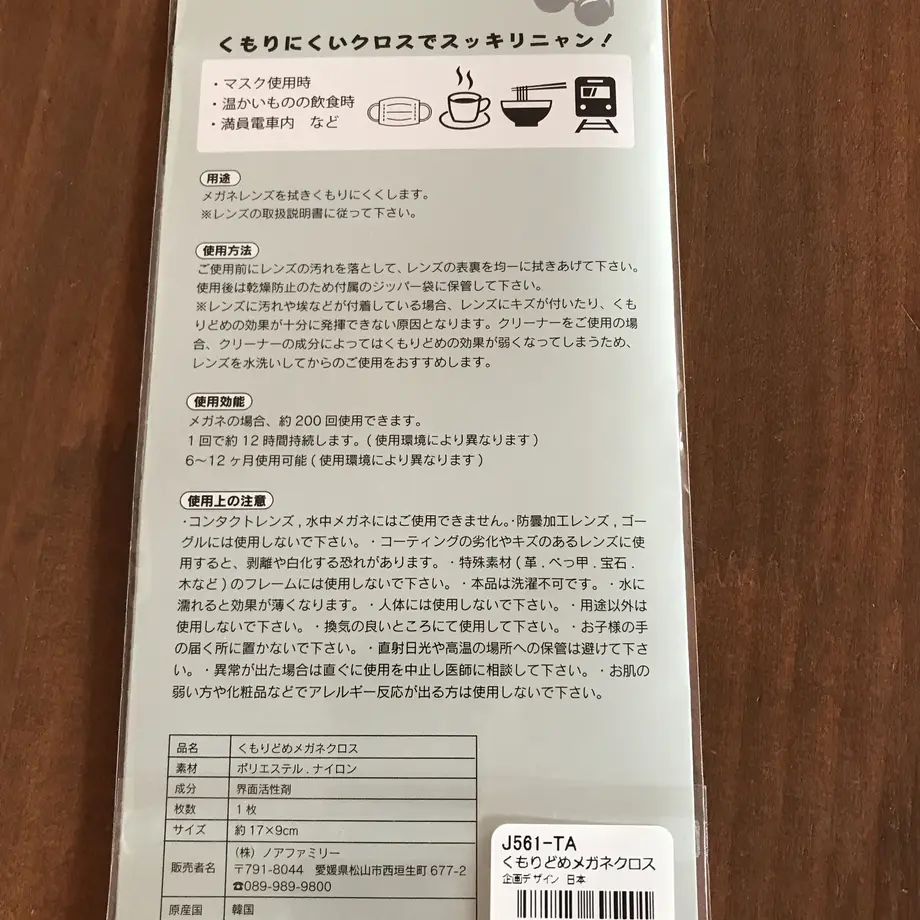 くもりにくいクロスでスッキリニャン！
・マスク使用時
・温かいものの飲食時
・満員電車内　など
用途
メガネレンズを拭きくもりにくくします。
※レンズの取扱説明書に従って下さい。
使用方法
ご使用前にレンズの汚れを落として、レンズの表裏を均一に拭きあげて下さい。
使用後は乾燥防止のため付属のジッパー袋に保管して下さい。
※レンズに汚れや埃などが付着している場合、レンズにキズが付いたり、くも
りどめの効果が十分に発揮できない原因となります。クリーナーをご使用の場
合、クリーナーの成分によってはくもりどめの効果が弱くなってしまうため、
レンズを水洗いしてからのご使用をおすすめします。
使用効能
メガネの場合、約200回使用できます。
1回で約12時間持続します。(使用環境により異なります)
6～12ヶ月使用可能(使用環境により異なります)
使用上の注意
・コンタクトレンズ,水中メガネにはご使用できません。・防曇加工レンズ,ゴー
グルには使用しないで下さい。・コーティングの劣化やキズのあるレンズに使
用すると、剥離や白化する恐れがあります。・特殊素材(革.べっ甲.宝石.
木など)のフレームには使用しないで下さい。・本品は洗濯不可です。・水に
濡れると効果が薄くなります。・人体には使用しないで下さい。・用途以外は
使用しないで下さい。・換気の良いところにて使用して下さい。・お子様の手
の届く所に置かないで下さい。・直射日光や高温の場所への保管は避けて下さ
い。・異常が出た場合は直ぐに使用を中止し医師に相談して下さい。・お肌の
弱い方や化粧品などでアレルギー反応が出る方は使用しないで下さい。
品名 くもりどめメガネクロス
素材 ポリエステル.ナイロン
成分 界面活性剤
枚数 1枚
サイズ 約17×9cm
販売者名 (株)ノアファミリー
〒791-8044 愛媛県松山市西垣生町677-2
☎089-989-9800
原産国 韓国
J561-TA
くもりどめメガネクロス
企画デザイン 日本